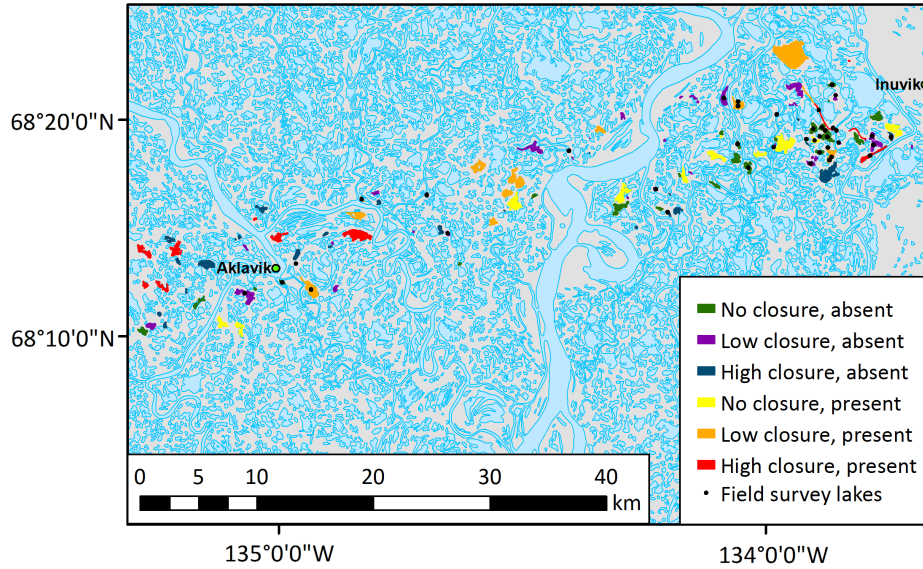 Inuvik
68°20'0"N
Aklavik
68°10'0"N
No closure, absent
Low closure, absent
High closure, absent
No closure, present
Low closure, present
High closure, present
Field survey lakes
0 5 10 20 30 40
km
135°0'0"W 134°0'0"W